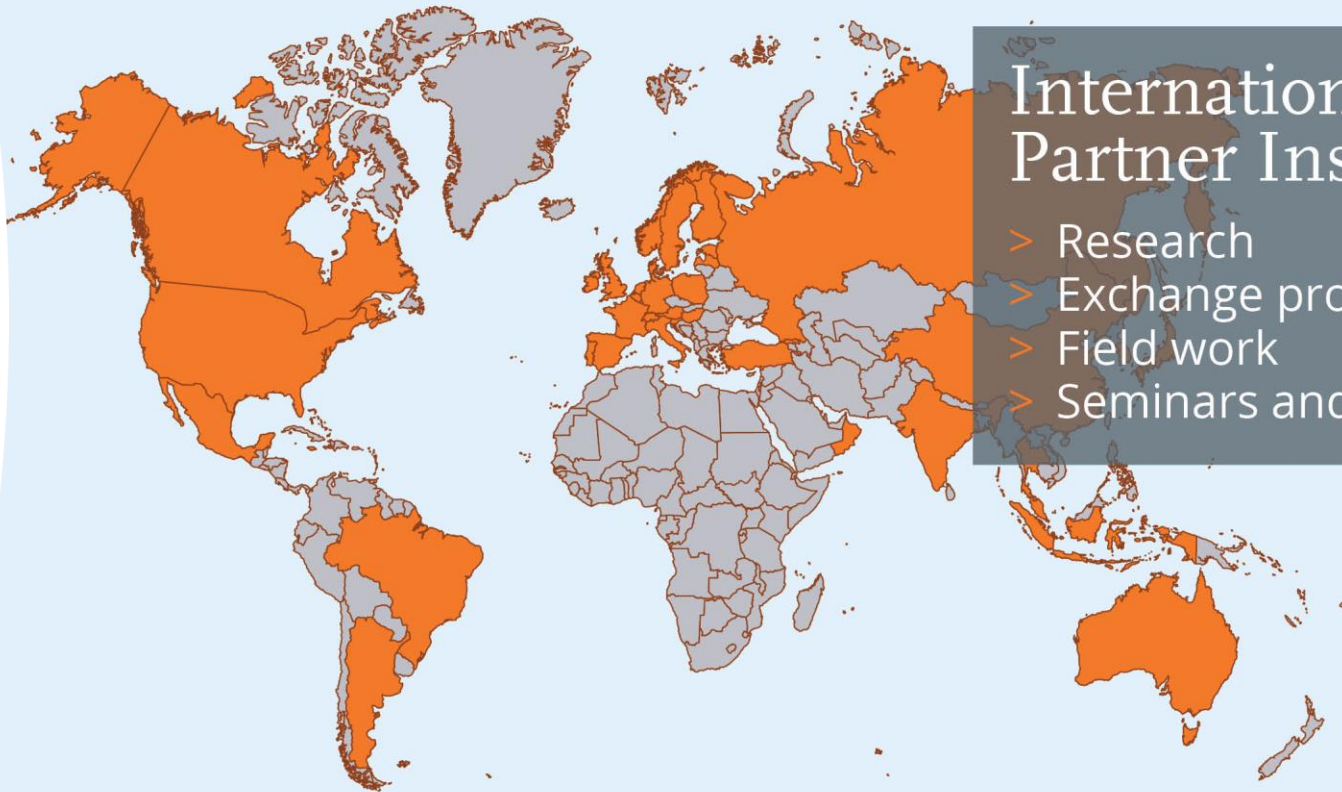 Internation
Partner Ins
> Research
> Exchange pro
> Field work
> Seminars and